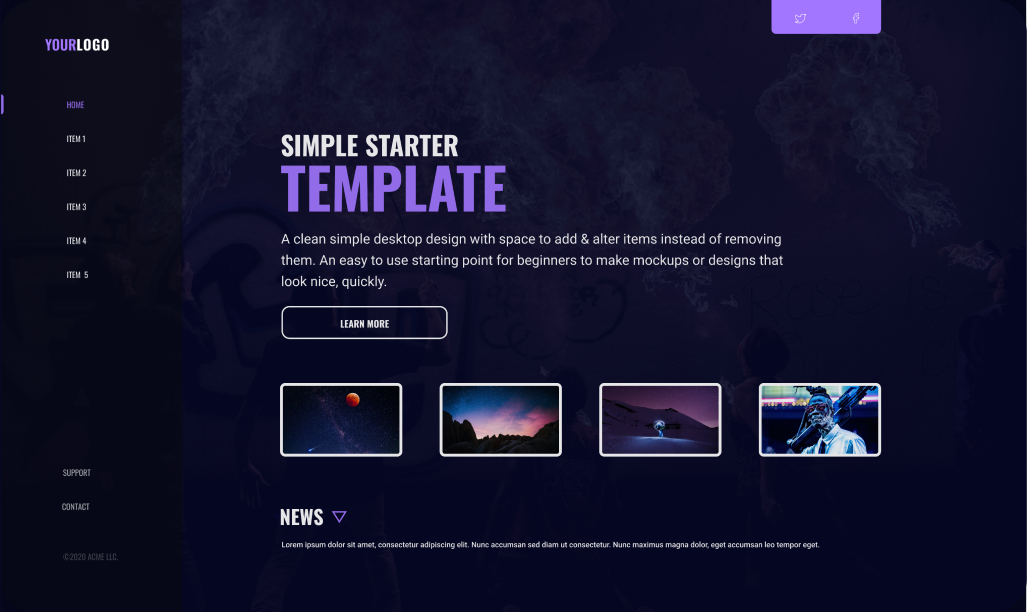 YOURLOGO
HOME
ITEM 1
ITEM 2
ITEM 3
ITEM 4
ITEM 5
SUPPORT
CONTACT
©2020 ACME LLC.
SIMPLE STARTER
TEMPLATE
A clean simple desktop design with space to add & alter items instead of removing
them. An easy to use starting point for beginners to make mockups or designs that
look nice, quickly.
LEARN MORE
NEWS
Lorem ipsum dolor sit amet, consectetur adipiscing elit. Nunc accumsan sed diam ut consectetur. Nunc maximus magna dolor, eget accumsan leo tempor eget.